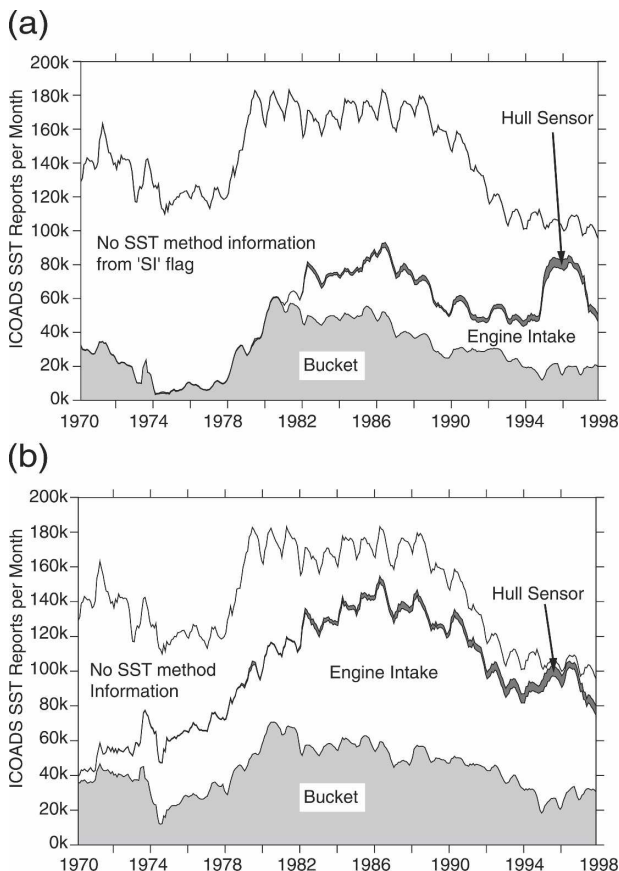 (a)
ICOADS SST Reports per Month
200k
180k
160k
140k
120k
100k
80k
60k
40k
20k
0k
Hull Sensor
No SST method information
from 'SI' flag
Engine Intake
Bucket
1970 1974 1978 1982 1986 1990 1994 1998
(b)
ICOADS SST Reports per Month
200k
180k
160k
140k
120k
100k
80k
60k
40k
20k
0k
Hull Sensor
No SST method
Information
Engine Intake
Bucket
1970 1974 1978 1982 1986 1990 1994 1998